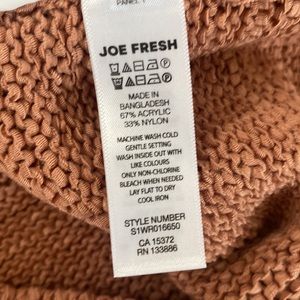 JOE FRESH
MADE IN
BANGLADESH
67% ACRYLIC
33% NYLON
MACHINE WASH COLD
GENTLE SETTING
WASH INSIDE OUT WITH
LIKE COLOURS
ONLY NON-CHLORINE
BLEACH WHEN NEEDED
LAY FLAT TO DRY
COOL IRON
STYLE NUMBER
S1WR016650
CA 15372
RN 133886